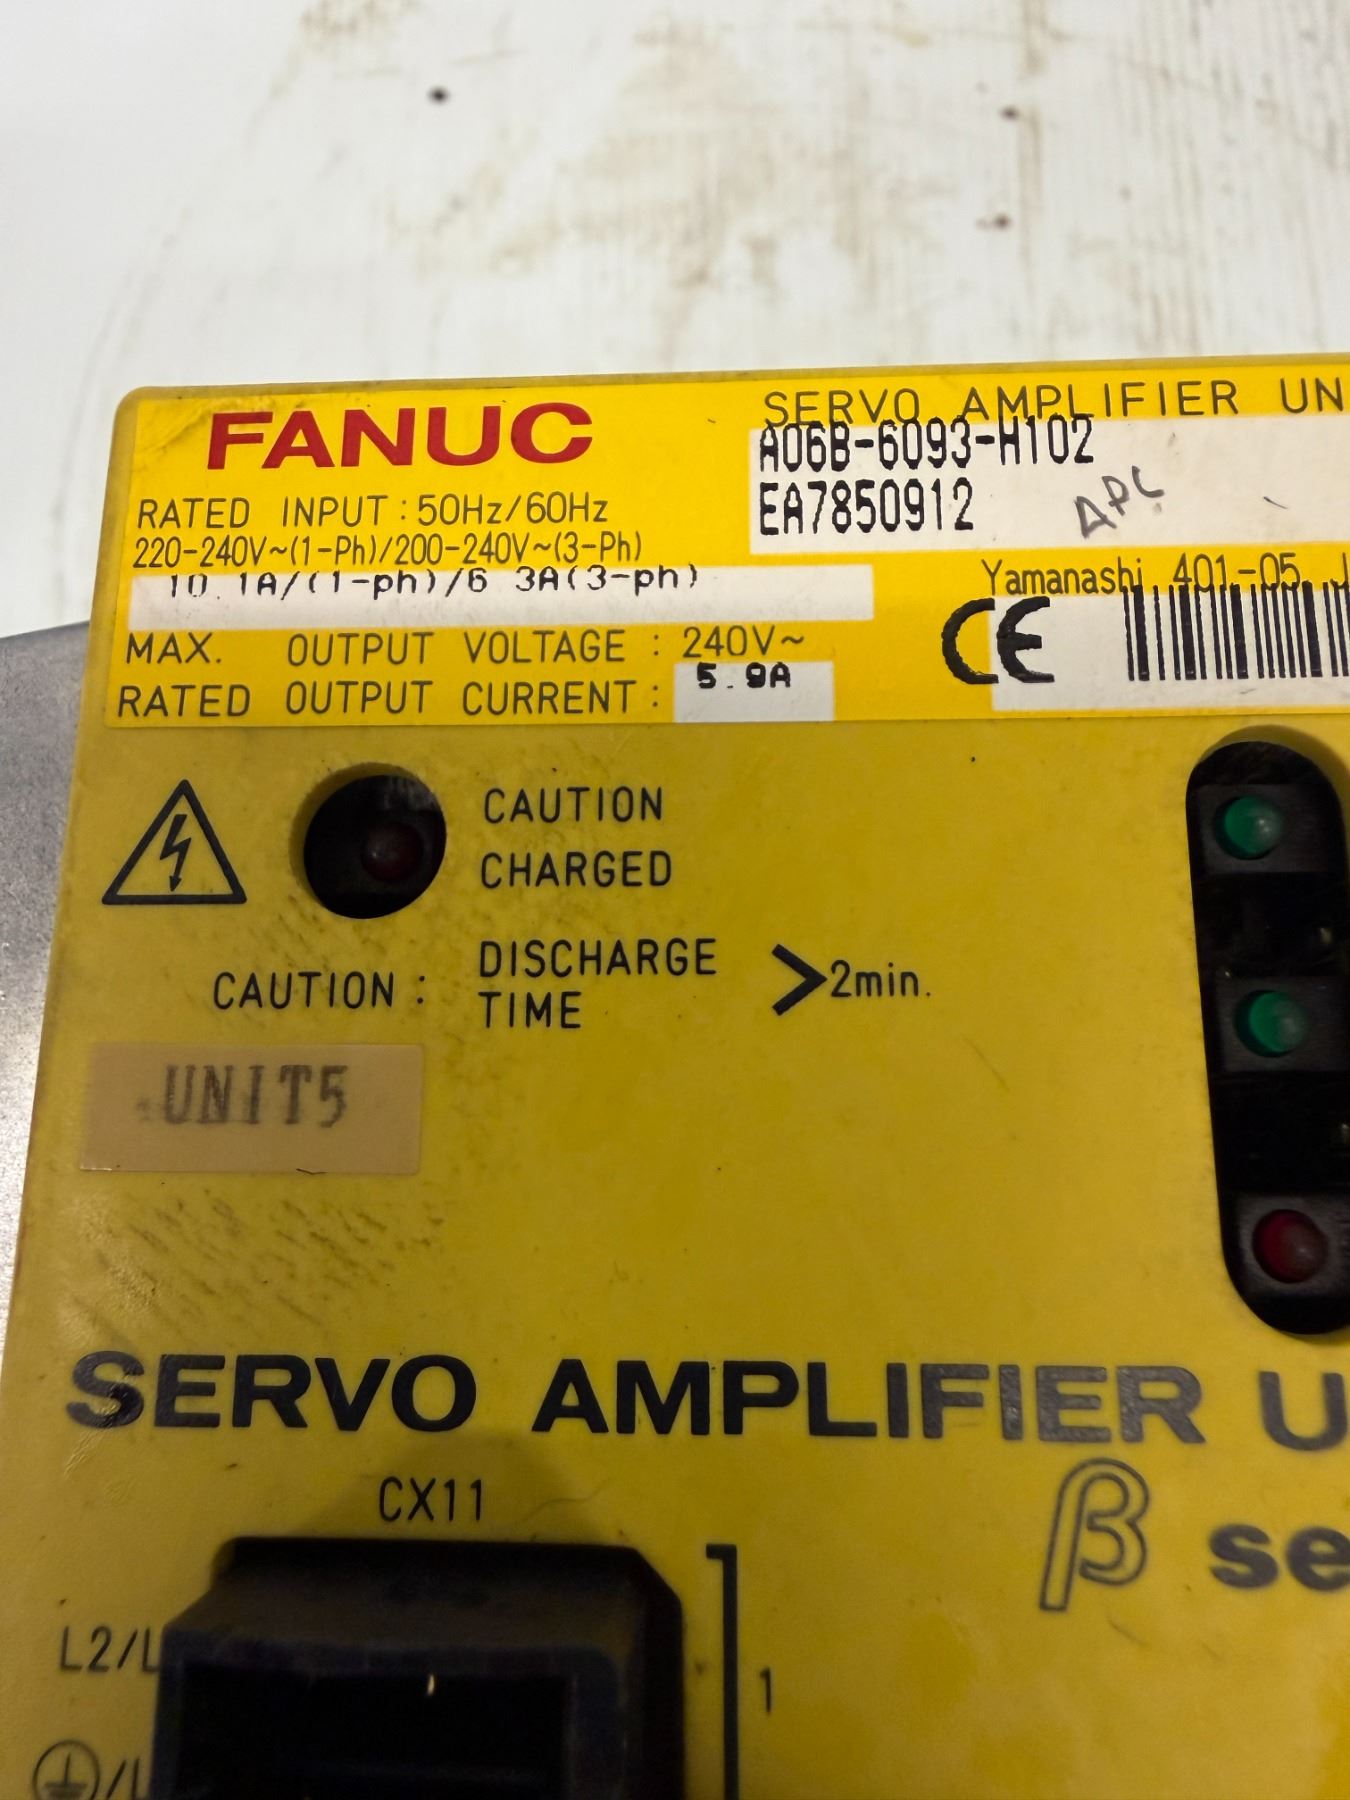 FANUC
SERVO AMPLIFIER UN
A06B-6093-H102
EA7850912
APC
RATED INPUT : 50Hz/60Hz
220-240V~(1-Ph)/200-240V~(3-Ph)
10.1A/(1-ph)/6 3A(3-ph)
Yamanashi 401-05, J
CE
MAX. OUTPUT VOLTAGE : 240V~
RATED OUTPUT CURRENT : 5.9A
CAUTION
CHARGED
CAUTION : DISCHARGE TIME >2min.
UNIT5
SERVO AMPLIFIER U
β se
CX11
L2/L
1
/L